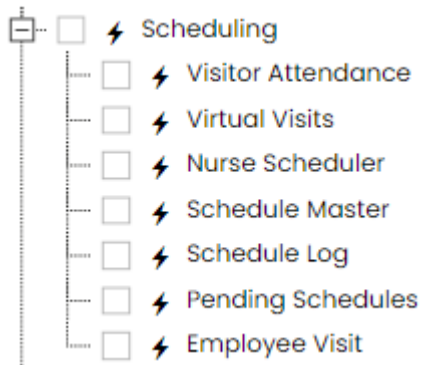 Scheduling
Visitor Attendance
Virtual Visits
Nurse Scheduler
Schedule Master
Schedule Log
Pending Schedules
Employee Visit